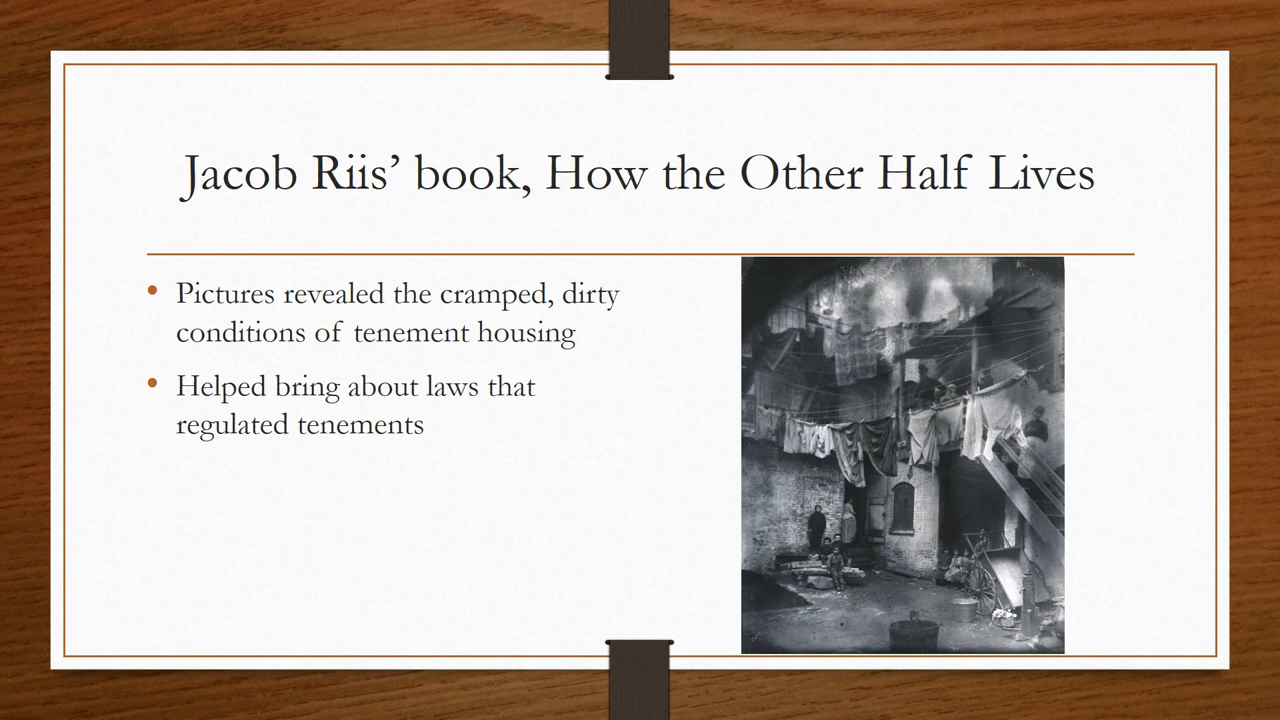 Jacob Riis’ book, How the Other Half Lives
• Pictures revealed the cramped, dirty
conditions of tenement housing
• Helped bring about laws that
regulated tenements